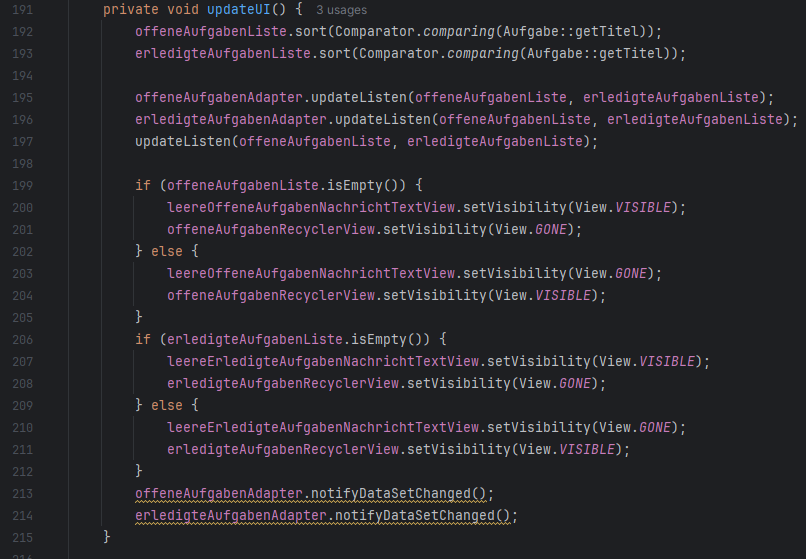 191 private void updateUI() { 3 usages
192 offeneAufgabenListe.sort(Comparator.comparing(Aufgabe::getTitel));
193 erledigteAufgabenListe.sort(Comparator.comparing(Aufgabe::getTitel));
194
195 offeneAufgabenAdapter.updateListen(offeneAufgabenListe, erledigteAufgabenListe);
196 erledigteAufgabenAdapter.updateListen(offeneAufgabenListe, erledigteAufgabenListe);
197 updateListen(offeneAufgabenListe, erledigteAufgabenListe);
198
199 if (offeneAufgabenListe.isEmpty()) {
200 leereOffeneAufgabenNachrichtTextView.setVisibility(View.VISIBLE);
201 offeneAufgabenRecyclerView.setVisibility(View.GONE);
202 } else {
203 leereOffeneAufgabenNachrichtTextView.setVisibility(View.GONE);
204 offeneAufgabenRecyclerView.setVisibility(View.VISIBLE);
205 }
206 if (erledigteAufgabenListe.isEmpty()) {
207 leereErledigteAufgabenNachrichtTextView.setVisibility(View.VISIBLE);
208 erledigteAufgabenRecyclerView.setVisibility(View.GONE);
209 } else {
210 leereErledigteAufgabenNachrichtTextView.setVisibility(View.GONE);
211 erledigteAufgabenRecyclerView.setVisibility(View.VISIBLE);
212 }
213 offeneAufgabenAdapter.notifyDataSetChanged();
214 erledigteAufgabenAdapter.notifyDataSetChanged();
215 }
216